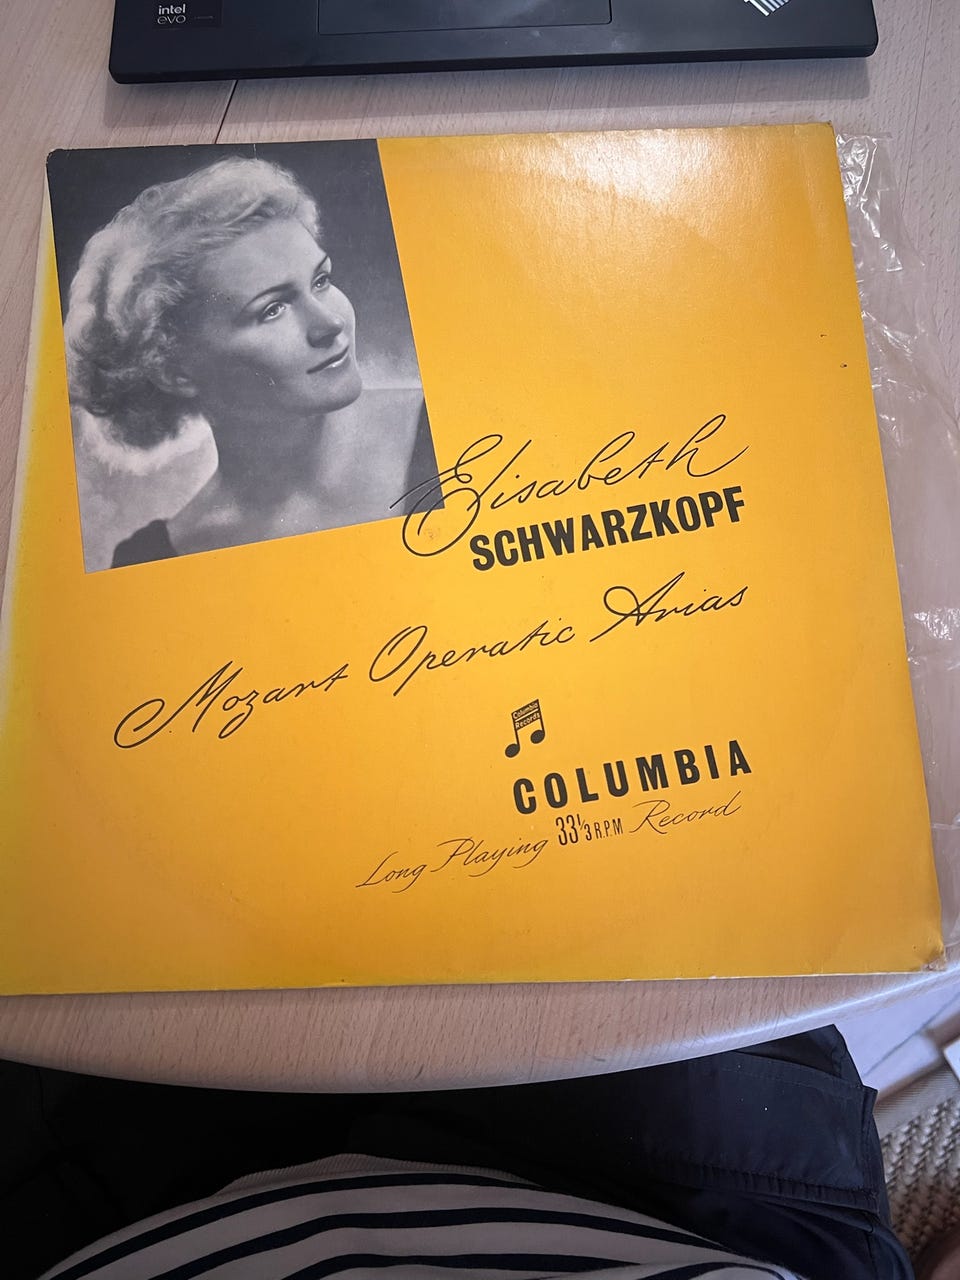 intel
evo
Elisabeth
SCHWARZKOPF
Mozart Operatic Arias
Columbia
Records
COLUMBIA
Long Playing 33⅓ R.P.M Record